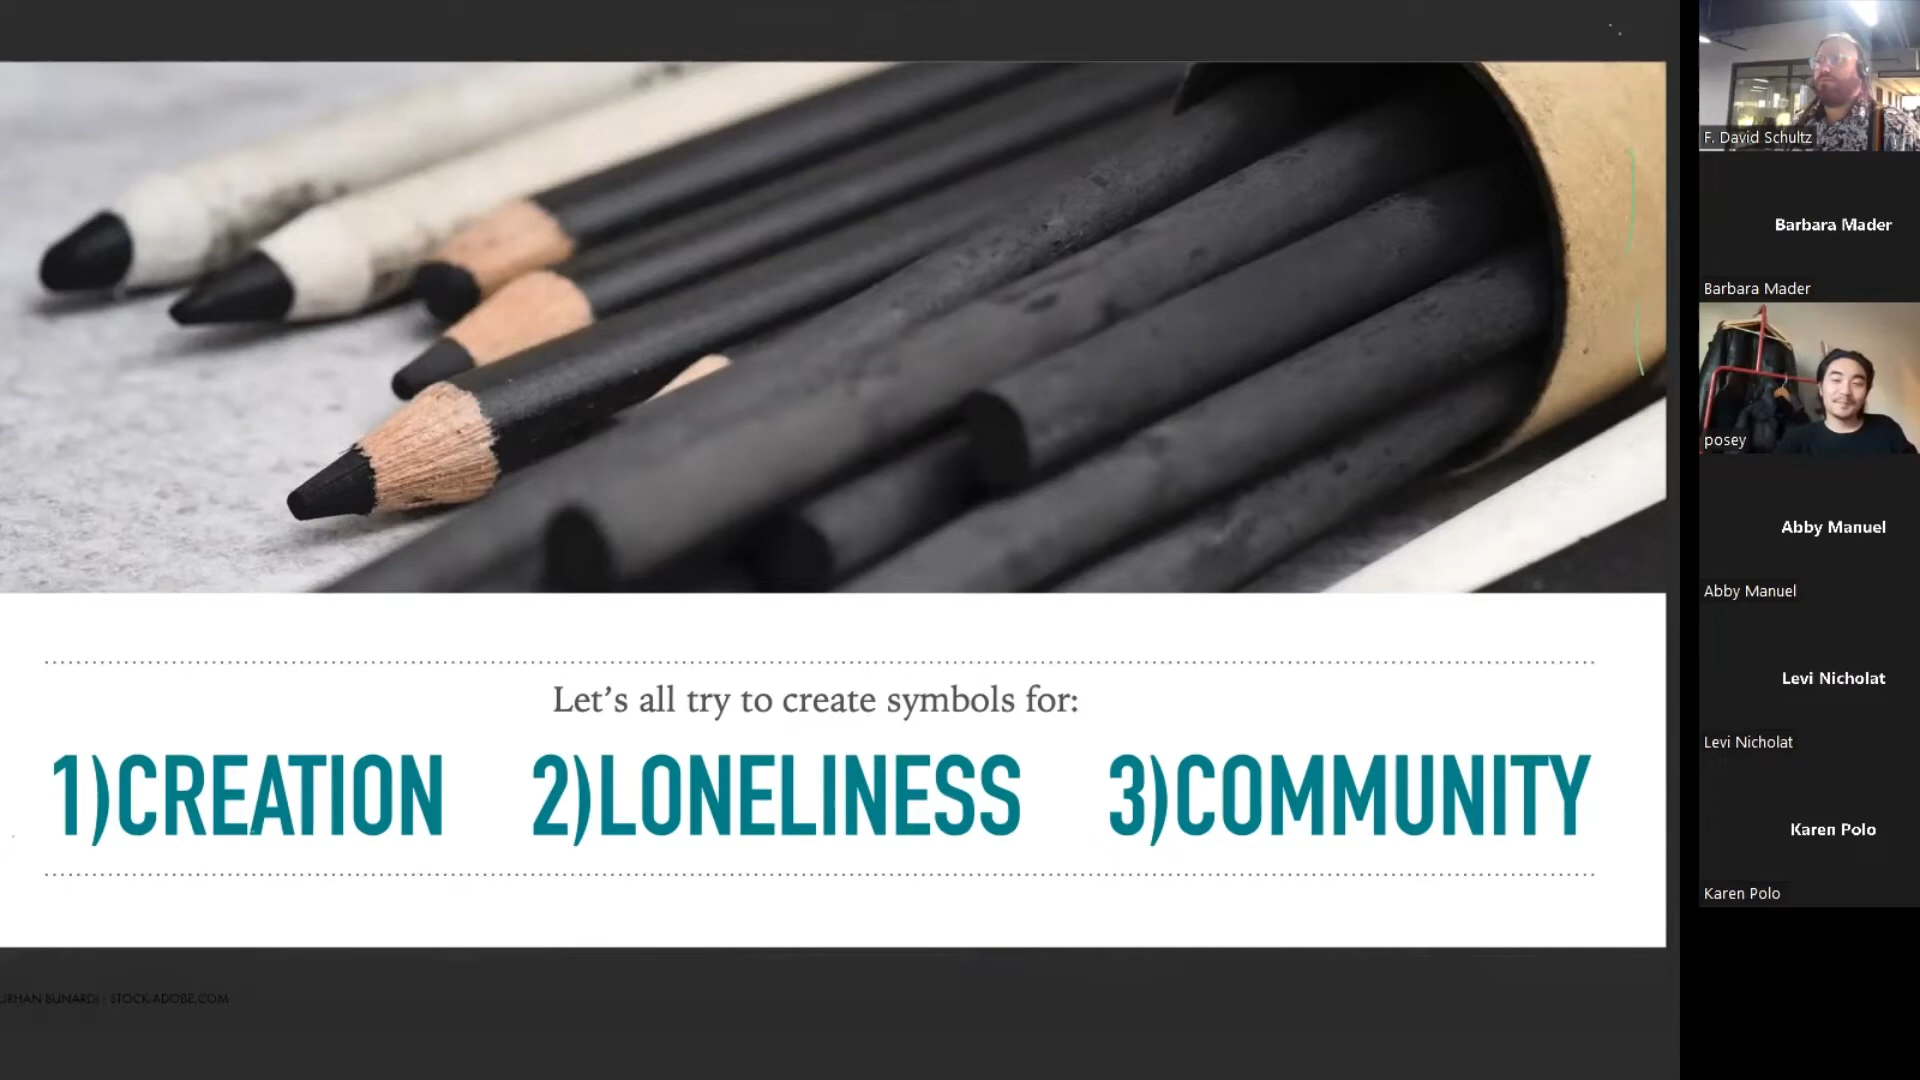 Let's all try to create symbols for:
1)CREATION 2)LONELINESS 3)COMMUNITY
STOCK.ADOBE.COM
F. David Schultz
Barbara Mader
Barbara Mader
posey
Abby Manuel
Abby Manuel
Levi Nicholat
Levi Nicholat
Karen Polo
Karen Polo